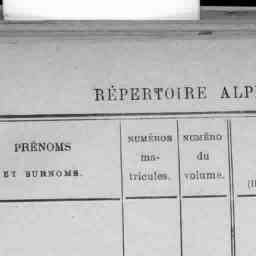 RÉPERTOIRE ALP
PRÉNOMS
ET SURNOMS.
NUMÉROS
ma-
tricules.
NUMÉRO
du
volume.